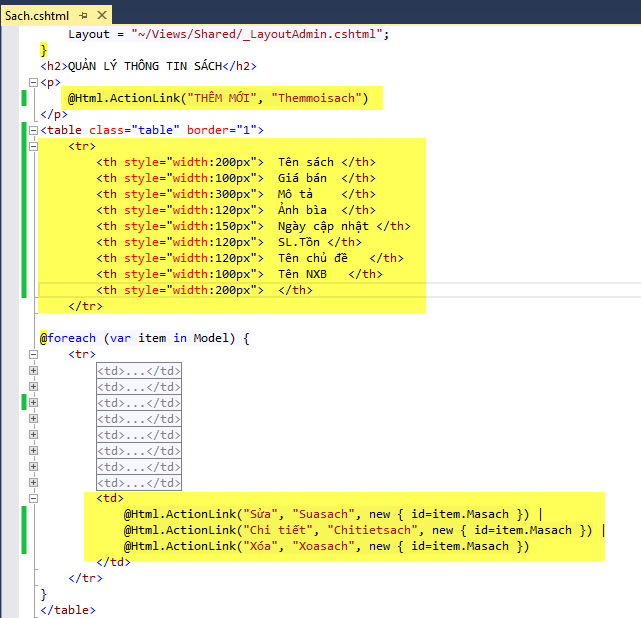 Sach.cshtml
Layout = "~/Views/Shared/_LayoutAdmin.cshtml";
}
<h2>QUẢN LÝ THÔNG TIN SÁCH</h2>
<p>
@Html.ActionLink("THÊM MỚI", "Themmoisach")
</p>
<table class="table" border="1">
<tr>
<th style="width:200px"> Tên sách </th>
<th style="width:100px"> Giá bán </th>
<th style="width:300px"> Mô tả </th>
<th style="width:120px"> Ảnh bìa </th>
<th style="width:150px"> Ngày cập nhật </th>
<th style="width:120px"> SL.Tồn </th>
<th style="width:120px"> Tên chủ đề </th>
<th style="width:100px"> Tên NXB </th>
<th style="width:200px"> </th>
</tr>
@foreach (var item in Model) {
<tr>
<td>...</td>
<td>...</td>
<td>...</td>
<td>...</td>
<td>...</td>
<td>...</td>
<td>...</td>
<td>...</td>
<td>
@Html.ActionLink("Sửa", "Suasach", new { id=item.Masach }) |
@Html.ActionLink("Chi tiết", "Chitietsach", new { id=item.Masach }) |
@Html.ActionLink("Xóa", "Xoasach", new { id=item.Masach })
</td>
</tr>
}
</table>